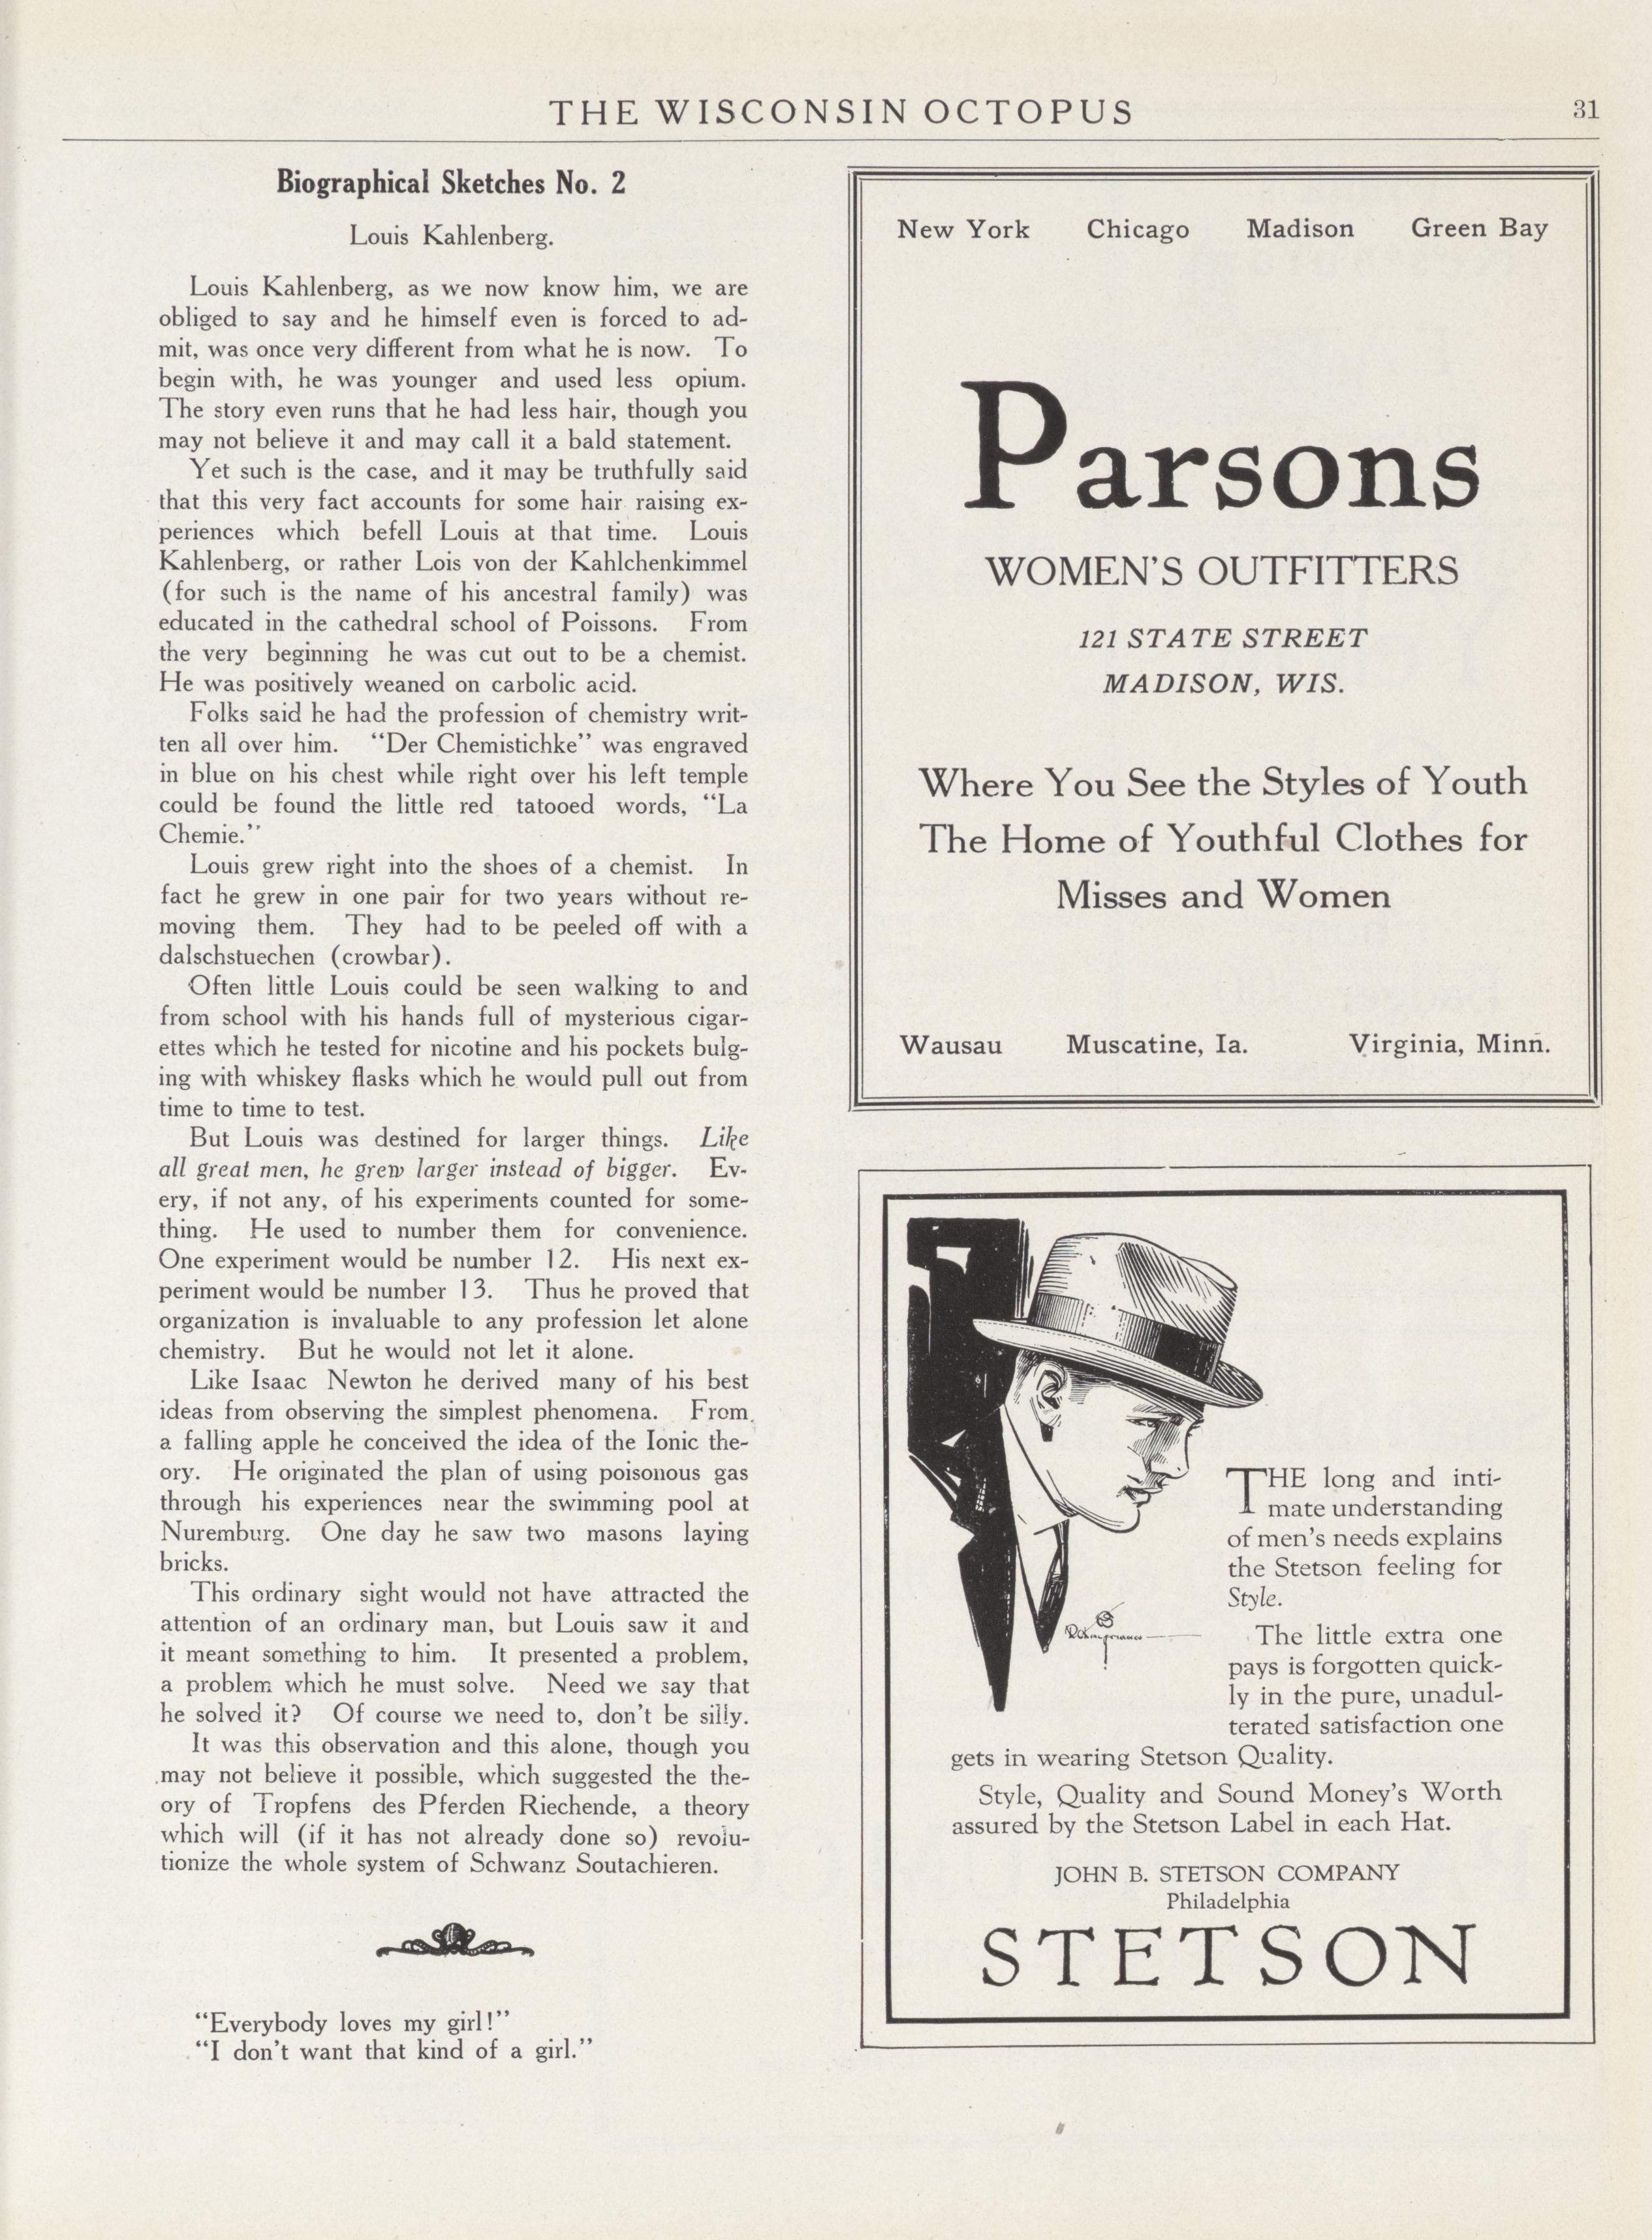 THE WISCONSIN OCTOPUS
31
Biographical Sketches No. 2
Louis Kahlenberg.
Louis Kahlenberg, as we now know him, we are
obliged to say and he himself even is forced to ad-
mit, was once very different from what he is now. To
begin with, he was younger and used less opium.
The story even runs that he had less hair, though you
may not believe it and may call it a bald statement.
Yet such is the case, and it may be truthfully said
that this very fact accounts for some hair raising ex-
periences which befell Louis at that time. Louis
Kahlenberg, or rather Lois von der Kahlchenkimmel
(for such is the name of his ancestral family) was
educated in the cathedral school of Poissons. From
the very beginning he was cut out to be a chemist.
He was positively weaned on carbolic acid.
Folks said he had the profession of chemistry writ-
ten all over him. "Der Chemistichke" was engraved
in blue on his chest while right over his left temple
could be found the little red tatooed words, "La
Chemie."
Louis grew right into the shoes of a chemist. In
fact he grew in one pair for two years without re-
moving them. They had to be peeled off with a
dalschstuechen (crowbar).
Often little Louis could be seen walking to and
from school with his hands full of mysterious cigar-
ettes which he tested for nicotine and his pockets bulg-
ing with whiskey flasks which he would pull out from
time to time to test.
But Louis was destined for larger things. Like
all great men, he grew larger instead of bigger. Ev-
ery, if not any, of his experiments counted for some-
thing. He used to number them for convenience.
One experiment would be number 12. His next ex-
periment would be number 13. Thus he proved that
organization is invaluable to any profession let alone
chemistry. But he would not let it alone.
Like Isaac Newton he derived many of his best
ideas from observing the simplest phenomena. From
a falling apple he conceived the idea of the Ionic the-
ory. He originated the plan of using poisonous gas
through his experiences near the swimming pool at
Nuremburg. One day he saw two masons laying
bricks.
This ordinary sight would not have attracted the
attention of an ordinary man, but Louis saw it and
it meant something to him. It presented a problem,
a problem which he must solve. Need we say that
he solved it? Of course we need to, don't be silly.
It was this observation and this alone, though you
may not believe it possible, which suggested the the-
ory of Tropfens des Pferden Riechende, a theory
which will (if it has not already done so) revolu-
tionize the whole system of Schwanz Soutachieren.
"Everybody loves my girl!"
"I don't want that kind of a girl."
New York Chicago Madison Green Bay
Parsons
WOMEN'S OUTFITTERS
121 STATE STREET
MADISON, WIS.
Where You See the Styles of Youth
The Home of Youthful Clothes for
Misses and Women
Wausau Muscatine, Ia. Virginia, Minn.
THE long and inti-
mate understanding
of men's needs explains
the Stetson feeling for
Style.
The little extra one
pays is forgotten quick-
ly in the pure, unadul-
terated satisfaction one
gets in wearing Stetson Quality.
Style, Quality and Sound Money's Worth
assured by the Stetson Label in each Hat.
JOHN B. STETSON COMPANY
Philadelphia
STETSON